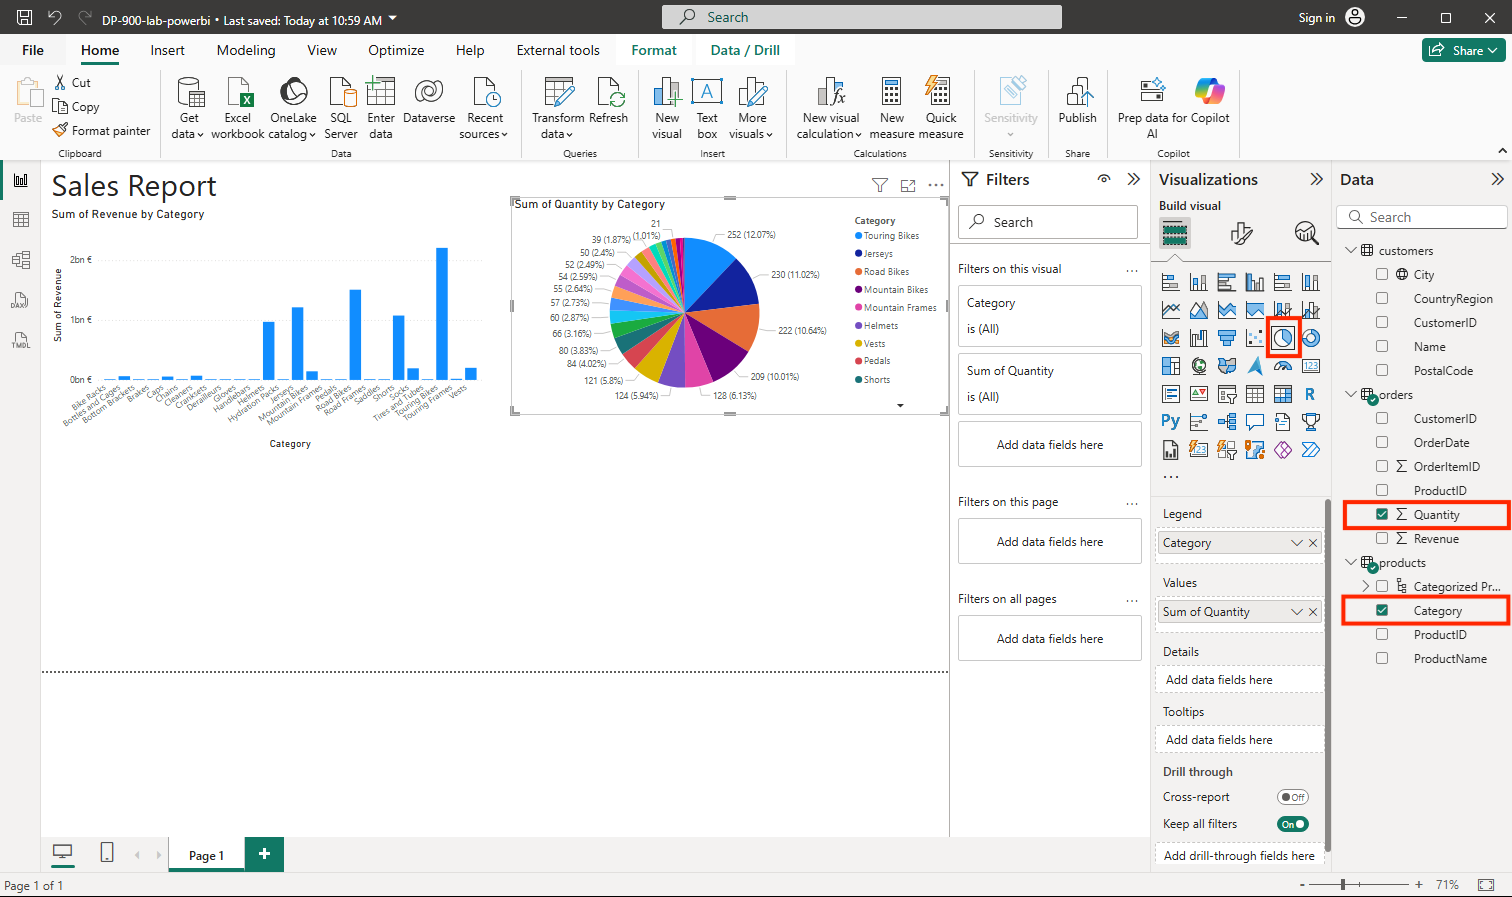 DP-900-lab-powerbi • Last saved: Today at 10:59 AM
Search
Sign in
File
Home
Insert
Modeling
View
Optimize
Help
External tools
Format
Data / Drill
Share
Paste
Cut
Copy
Format painter
Clipboard
Get data
Excel workbook
OneLake catalog
SQL Server
Enter data
Dataverse
Recent sources
Data
Transform data
Refresh
Queries
New visual
Text box
More visuals
Insert
New visual calculation
New measure
Quick measure
Calculations
Sensitivity
Sensitivity
Publish
Share
Prep data for AI
Copilot
Copilot
DAX
TMDL
Sales Report
Sum of Revenue by Category
Sum of Revenue
2bn €
1bn €
0bn €
Bike Racks
Bottles and Cages
Bottom Brackets
Brakes
Caps
Chains
Cleaners
Cranksets
Derailleurs
Gloves
Handlebars
Helmets
Hydration Packs
Jerseys
Mountain Bikes
Mountain Frames
Pedals
Road Bikes
Road Frames
Saddles
Shorts
Socks
Tires and Tubes
Touring Bikes
Touring Frames
Vests
Category
Sum of Quantity by Category
252 (12.07%)
230 (11.02%)
222 (10.64%)
209 (10.01%)
128 (6.13%)
124 (5.94%)
121 (5.8%)
84 (4.02%)
80 (3.83%)
66 (3.16%)
60 (2.87%)
57 (2.73%)
55 (2.64%)
54 (2.59%)
52 (2.49%)
50 (2.4%)
39 (1.87%)
21
(1.01%)
Category
Touring Bikes
Jerseys
Road Bikes
Mountain Bikes
Mountain Frames
Helmets
Vests
Pedals
Shorts
Filters
Search
Filters on this visual
Category
is (All)
Sum of Quantity
is (All)
Add data fields here
Filters on this page
Add data fields here
Filters on all pages
Add data fields here
Visualizations
Build visual
123
R
Py
123
Legend
Category
Values
Sum of Quantity
Details
Add data fields here
Tooltips
Add data fields here
Drill through
Cross-report
Off
Keep all filters
On
Add drill-through fields here
Data
Search
customers
City
CountryRegion
CustomerID
Name
PostalCode
orders
CustomerID
OrderDate
∑ OrderItemID
ProductID
∑ Quantity
∑ Revenue
products
Categorized Pr...
Category
ProductID
ProductName
Page 1
+
Page 1 of 1
- + 71%